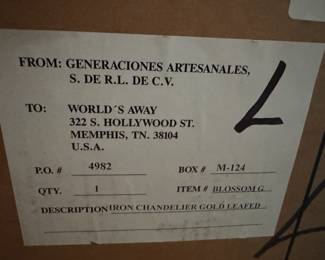 FROM: GENERACIONES ARTESANALES,
S. DE R.L. DE C.V.
TO: WORLD´S AWAY
322 S. HOLLYWOOD ST.
MEMPHIS, TN. 38104
U.S.A.
P.O. # 4982 BOX # M-124
QTY. 1 ITEM # BLOSSOM G
DESCRIPTION IRON CHANDELIER GOLD LEAFED
L